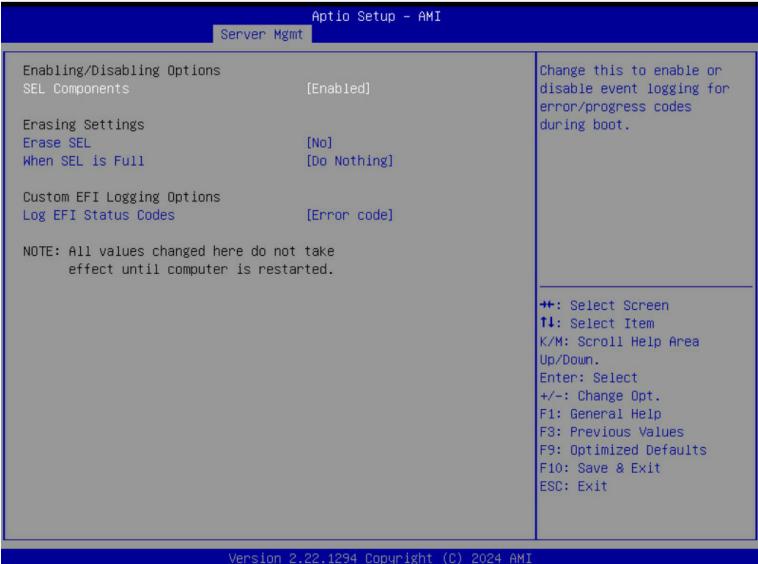 Aptio Setup - AMI
Server Mgmt
Enabling/Disabling Options
SEL Components [Enabled]
Erasing Settings
Erase SEL [No]
When SEL is Full [Do Nothing]
Custom EFI Logging Options
Log EFI Status Codes [Error code]
NOTE: All values changed here do not take
effect until computer is restarted.
Change this to enable or
disable event logging for
error/progress codes
during boot.
→←: Select Screen
↑↓: Select Item
K/M: Scroll Help Area
Up/Down.
Enter: Select
+/-: Change Opt.
F1: General Help
F3: Previous Values
F9: Optimized Defaults
F10: Save & Exit
ESC: Exit
Version 2.22.1294 Copyright (C) 2024 AMI